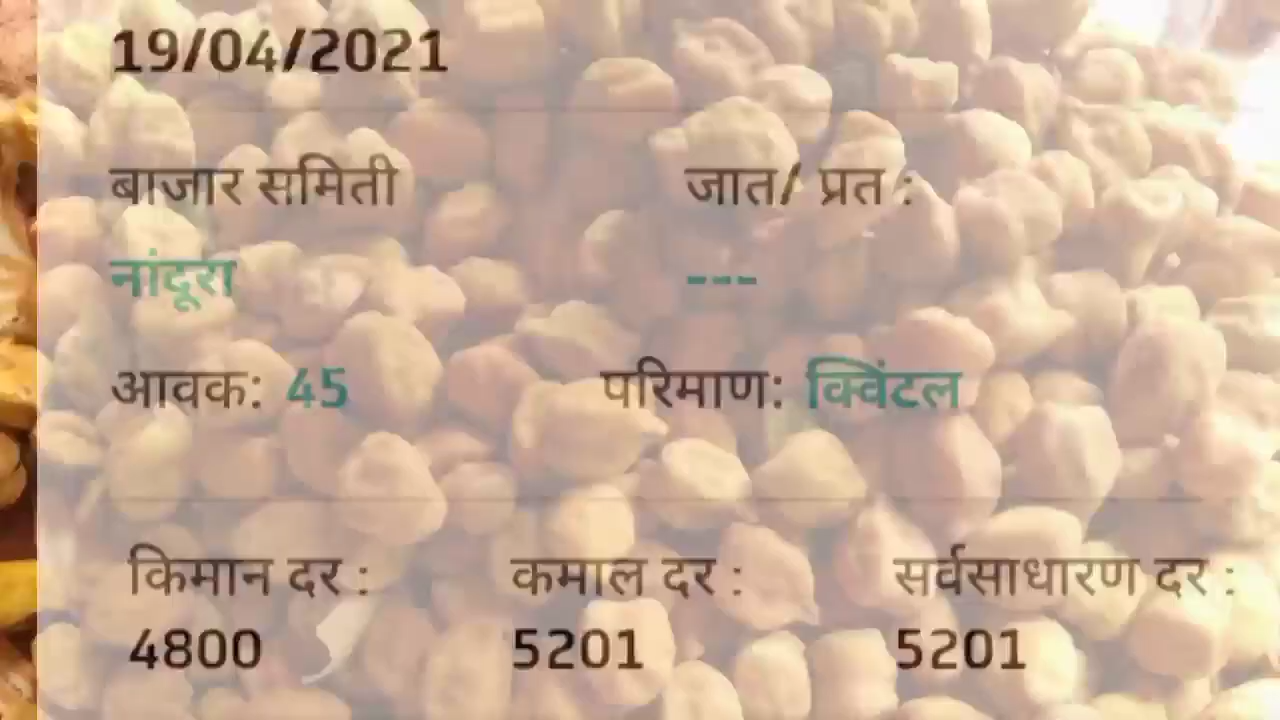 19/04/2021
बाजार समिती जात/ प्रत :
नांदूरा ---
आवक: 45 परिमाण: क्विंटल
किमान दर : कमाल दर : सर्वसाधारण दर :
4800 5201 5201